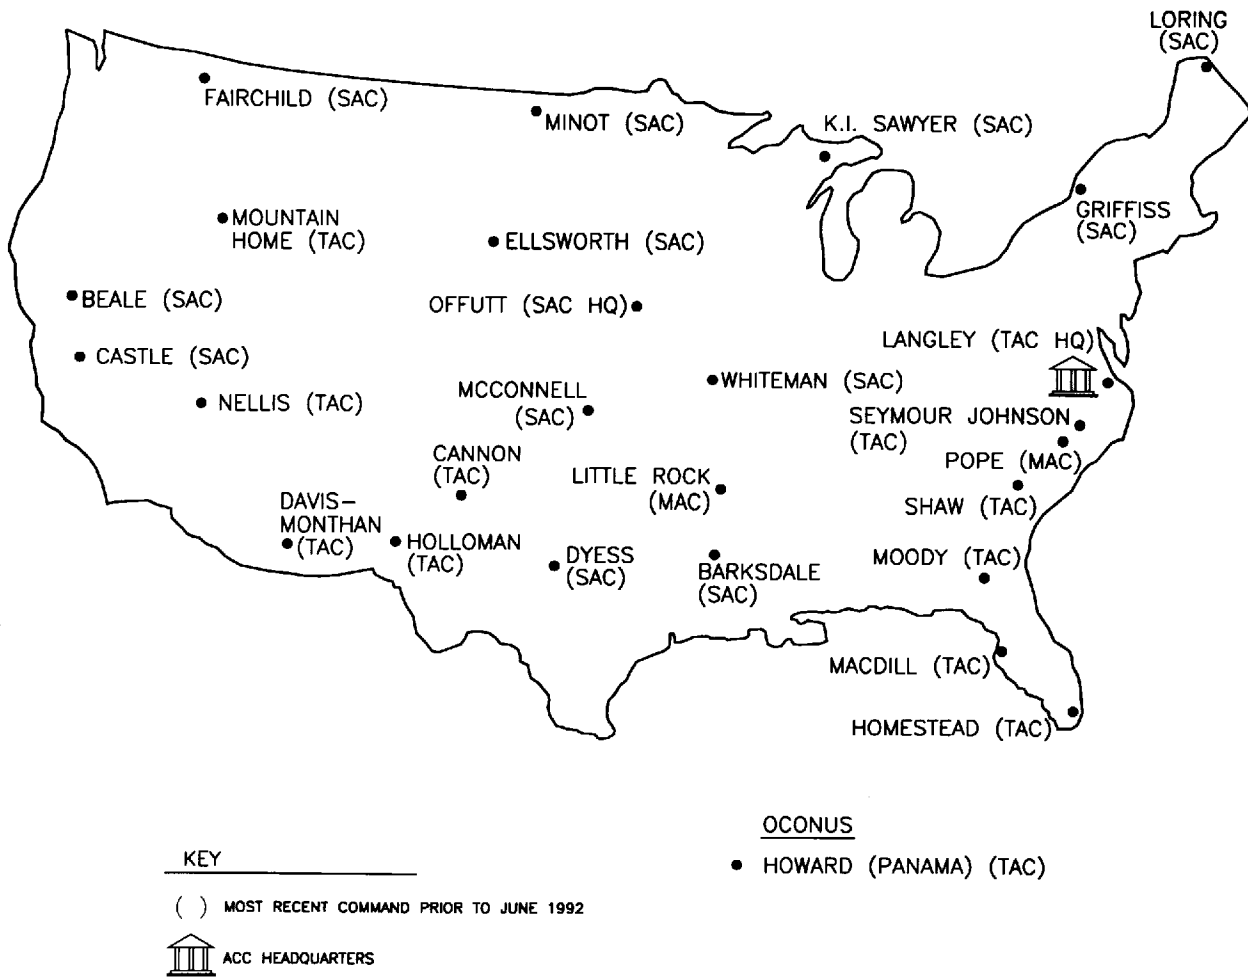 LORING
(SAC)
FAIRCHILD (SAC)
MINOT (SAC)
K.I. SAWYER (SAC)
GRIFFISS
(SAC)
MOUNTAIN
HOME (TAC)
ELLSWORTH (SAC)
BEALE (SAC)
OFFUTT (SAC HQ)
LANGLEY (TAC HQ)
CASTLE (SAC)
WHITEMAN (SAC)
MCCONNELL
(SAC)
NELLIS (TAC)
SEYMOUR JOHNSON
(TAC)
POPE (MAC)
CANNON
(TAC)
LITTLE ROCK
(MAC)
SHAW (TAC)
DAVIS–
MONTHAN
(TAC)
HOLLOMAN
(TAC)
DYESS
(SAC)
BARKSDALE
(SAC)
MOODY (TAC)
MACDILL (TAC)
HOMESTEAD (TAC)
OCONUS
HOWARD (PANAMA) (TAC)
KEY
( ) MOST RECENT COMMAND PRIOR TO JUNE 1992
ACC HEADQUARTERS